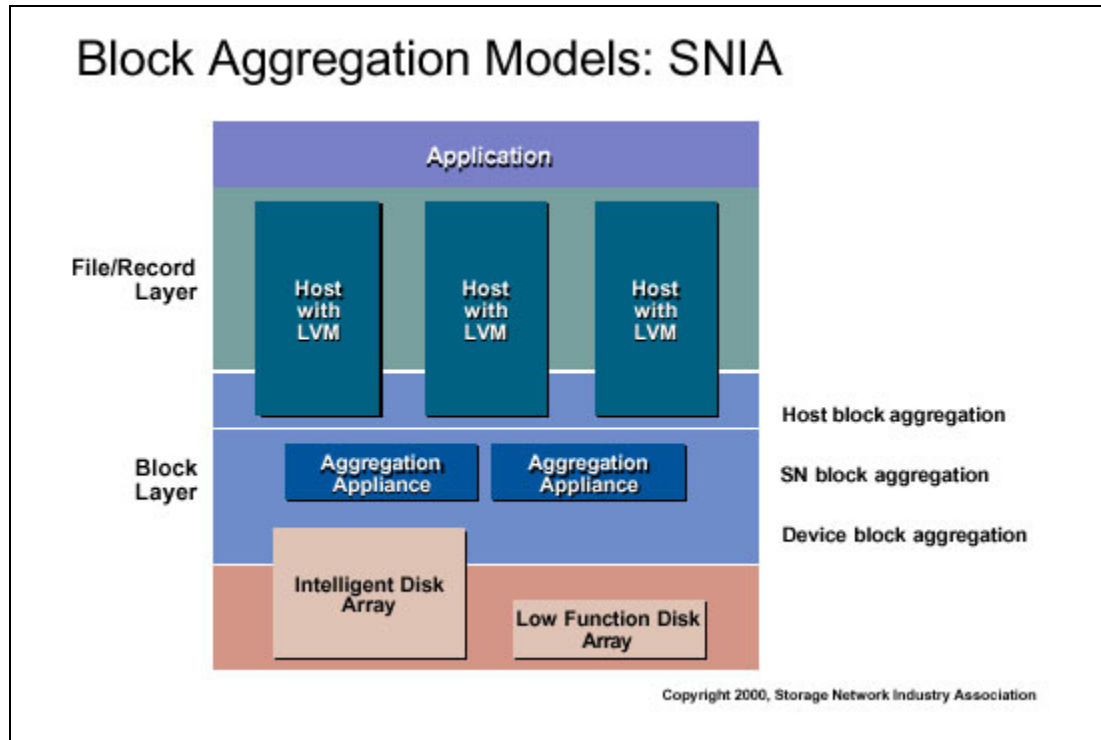 Block Aggregation Models: SNIA
Application
File/Record
Layer
Host
with
LVM
Host
with
LVM
Host
with
LVM
Host block aggregation
Block
Layer
Aggregation
Appliance
Aggregation
Appliance
SN block aggregation
Device block aggregation
Intelligent Disk
Array
Low Function Disk
Array
Copyright 2000, Storage Network Industry Association